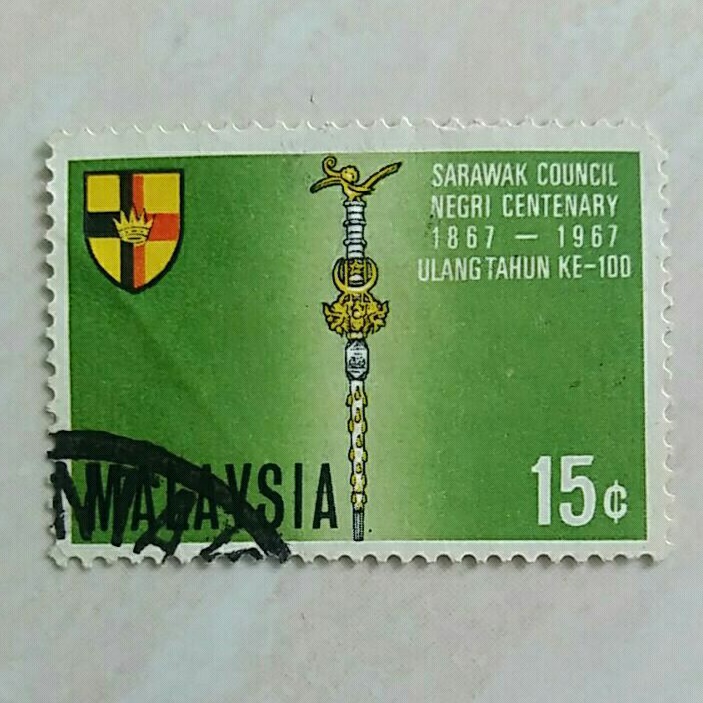 SARAWAK COUNCIL
NEGRI CENTENARY
1867 — 1967
ULANG TAHUN KE-100
MALAYSIA
15¢